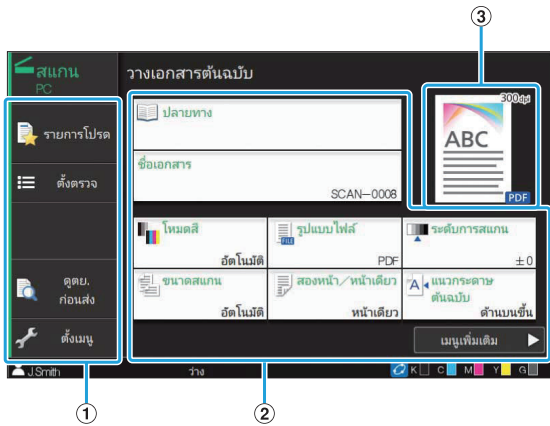 ③
สแกน
PC
วางเอกสารต้นฉบับ
รายการโปรด
ตั้งตรวจ
ดูตย.
ก่อนส่ง
ตั้งเมนู
ปลายทาง
ชื่อเอกสาร
SCAN-0008
300dpi
ABC
PDF
โหมดสี
อัตโนมัติ
รูปแบบไฟล์
FILE
PDF
ระดับการสแกน
±0
ขนาดสแกน
อัตโนมัติ
สองหน้า/หน้าเดียว
หน้าเดียว
A
แนวกระดาษ
ต้นฉบับ
ด้านบนขึ้น
เมนูเพิ่มเติม
J.Smith
ว่าง
K C M Y G
① ②